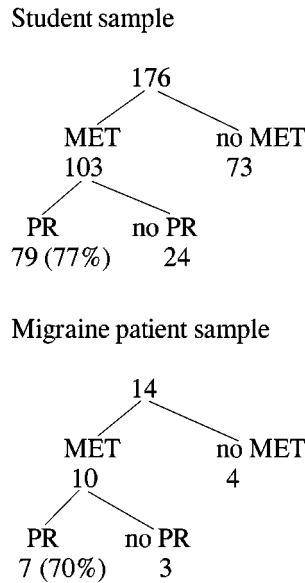 Student sample
176
MET no MET
103 73
PR no PR
79 (77%) 24
Migraine patient sample
14
MET no MET
10 4
PR no PR
7 (70%) 3